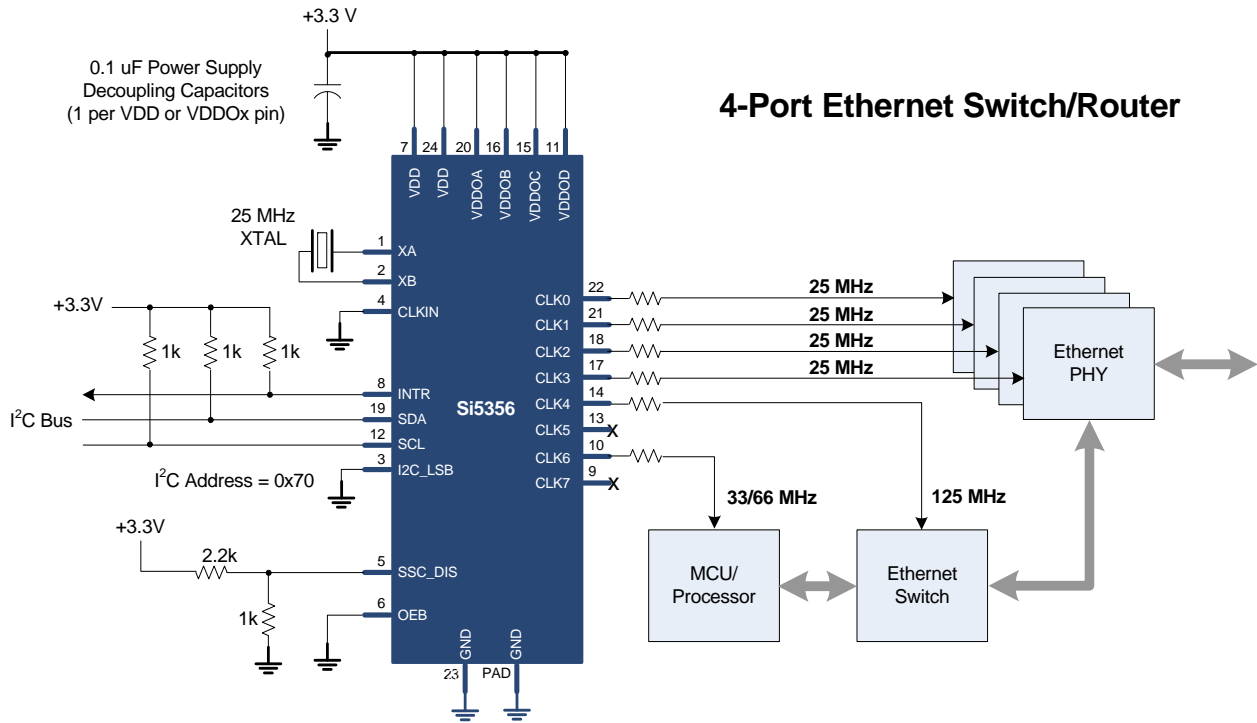 +3.3 V
0.1 uF Power Supply
Decoupling Capacitors
(1 per VDD or VDDOx pin)
4-Port Ethernet Switch/Router
7
24
20
16
15
11
VDD
VDD
VDDOA
VDDOB
VDDOC
VDDOD
25 MHz
XTAL
1
XA
2
XB
4
CLKIN
+3.3V
1k
1k
1k
I²C Bus
8
INTR
19
SDA
12
SCL
3
I2C_LSB
I²C Address = 0x70
Si5356
+3.3V
2.2k
1k
5
SSC_DIS
6
OEB
GND
GND
23
PAD
CLK0
22
25 MHz
CLK1
21
25 MHz
CLK2
18
25 MHz
CLK3
17
25 MHz
CLK4
14
CLK5
13
X
CLK6
10
CLK7
9
X
33/66 MHz
125 MHz
Ethernet
PHY
MCU/
Processor
Ethernet
Switch